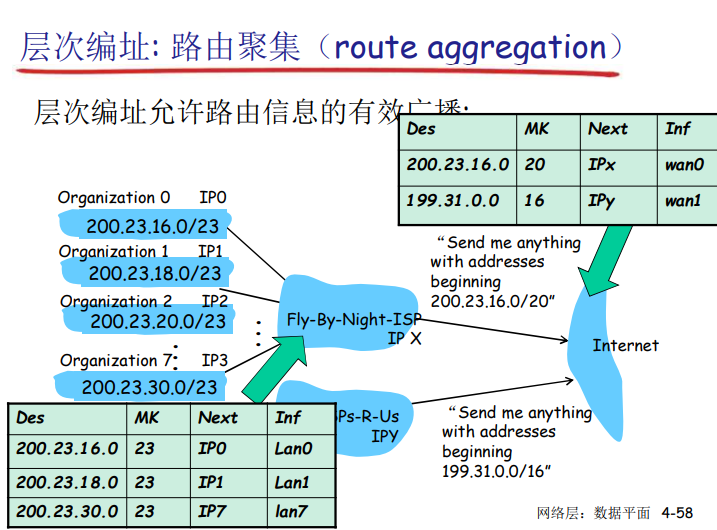 层次编址: 路由聚集（route aggregation）
层次编址允许路由信息的有效广播:
Des MK Next Inf
200.23.16.0 20 IPx wan0
199.31.0.0 16 IPy wan1
Organization 0 IP0
200.23.16.0/23
Organization 1 IP1
200.23.18.0/23
Organization 2 IP2
200.23.20.0/23
Organization 7 IP3
200.23.30.0/23
Fly-By-Night-ISP
IP X
“Send me anything
with addresses
beginning
200.23.16.0/20”
Internet
Ps-R-Us
IPY
“Send me anything
with addresses
beginning
199.31.0.0/16”
Des MK Next Inf
200.23.16.0 23 IP0 Lan0
200.23.18.0 23 IP1 Lan1
200.23.30.0 23 IP7 lan7
网络层：数据平面 4-58